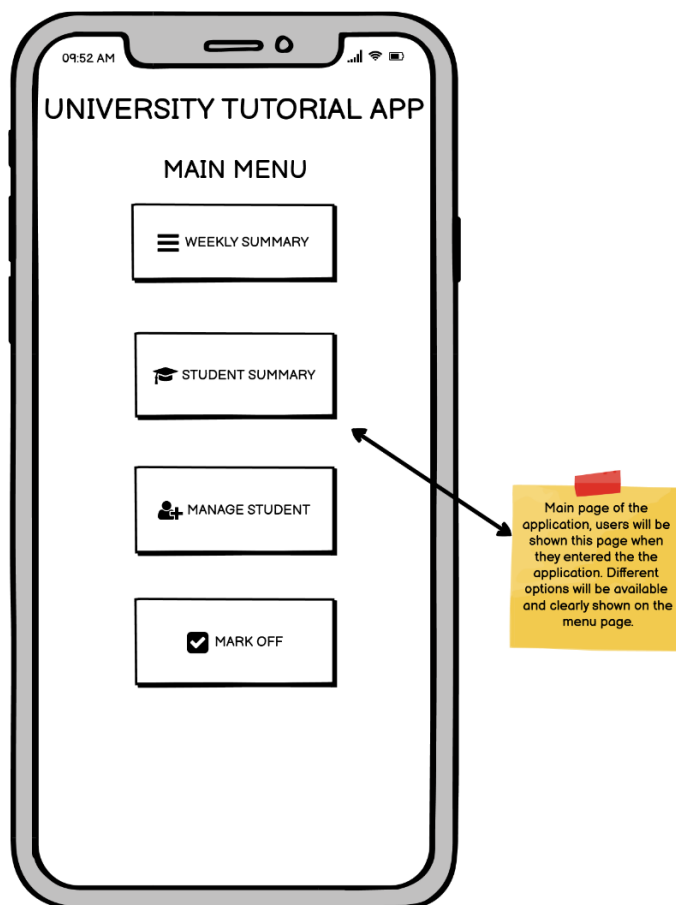 09:52 AM
UNIVERSITY TUTORIAL APP
MAIN MENU
WEEKLY SUMMARY
STUDENT SUMMARY
MANAGE STUDENT
MARK OFF
Main page of the
application, users will be
shown this page when
they entered the the
application. Different
options will be available
and clearly shown on the
menu page.